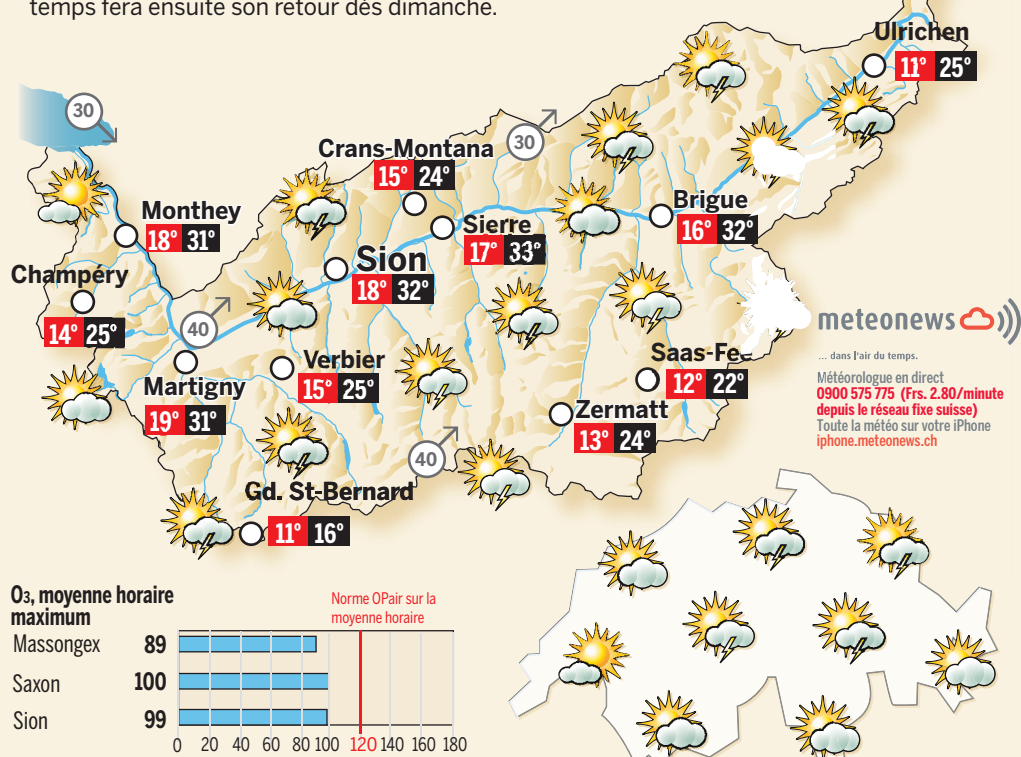 temps fera ensuite son retour dès dimanche.
Ulrichen
11° 25°
30
30
Crans-Montana
15° 24°
Monthey
18° 31°
Brigue
16° 32°
Sierre
17° 33°
Sion
18° 32°
Champéry
14° 25°
40
meteonews
... dans l'air du temps.
Météorologue en direct
0900 575 775 (Frs. 2.80/minute
depuis le réseau fixe suisse)
Toute la météo sur votre iPhone
iphone.meteonews.ch
Martigny
19° 31°
Verbier
15° 25°
Saas-Fee
12° 22°
Zermatt
13° 24°
40
Gd. St-Bernard
11° 16°
O3, moyenne horaire
maximum
Norme OPair sur la
moyenne horaire
Massongex 89
Saxon 100
Sion 99
0 20 40 60 80 100 120 140 160 180